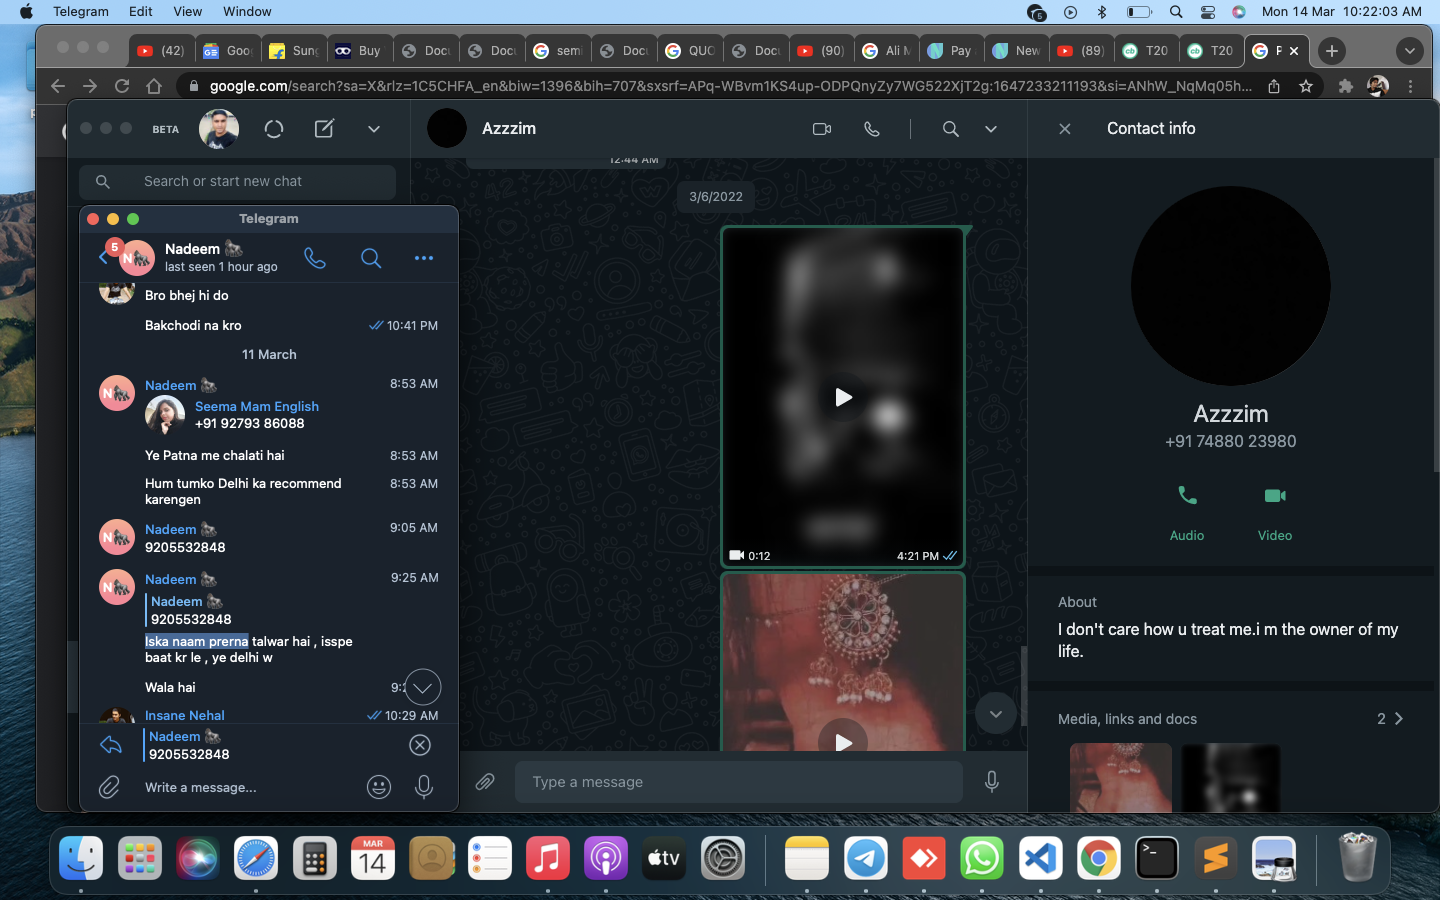 Telegram Edit View Window
5
Mon 14 Mar 10:22:03 AM
(42) Goo Sung Buy Docu Docu semi Docu QUO Docu (90) Ali M Pay New (89) T20 T20 P
google.com/search?sa=X&rlz=1C5CHFA_en&biw=1396&bih=707&sxsrf=APq-WBvm1KS4up-ODPQnyZy7WG522XjT2g:16472332111193&si=ANhW_NqMq05h...
BETA
Search or start new chat
Telegram
5
N
Nadeem
last seen 1 hour ago
Bro bhej hi do
Bakchodi na kro 10:41 PM
11 March
Nadeem 8:53 AM
Seema Mam English
+91 92793 86088
Ye Patna me chalati hai 8:53 AM
Hum tumko Delhi ka recommend 8:53 AM
karengen
Nadeem 9:05 AM
9205532848
Nadeem 9:25 AM
Nadeem
9205532848
Iska naam prerna talwar hai , isspe
baat kr le , ye delhi w
Wala hai
Insane Nehal 10:29 AM
Nadeem
9205532848
Write a message...
Azzzim
12:44 AM
3/6/2022
0:12 4:21 PM
Type a message
Contact info
Azzzim
+91 74880 23980
Audio Video
About
I don't care how u treat me.i m the owner of my
life.
Media, links and docs 2
MAR
14
tv